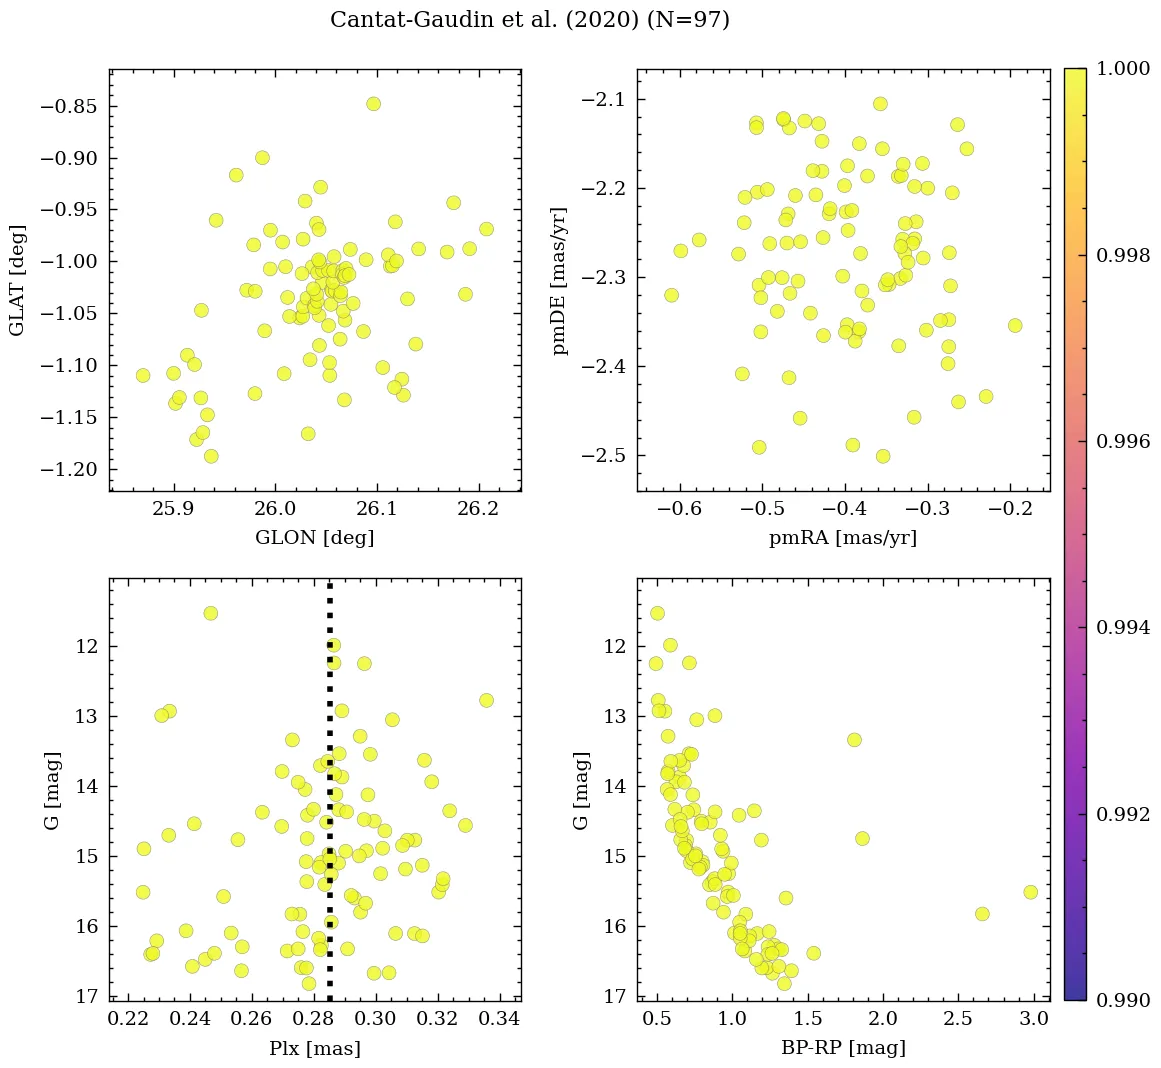 Cantat-Gaudin et al. (2020) (N=97)
−0.85
−0.90
−0.95
−1.00
−1.05
−1.10
−1.15
−1.20
GLAT [deg]
25.9 26.0 26.1 26.2
GLON [deg]
−2.1
−2.2
−2.3
−2.4
−2.5
pmDE [mas/yr]
−0.6 −0.5 −0.4 −0.3 −0.2
pmRA [mas/yr]
12
13
14
15
16
17
G [mag]
0.22 0.24 0.26 0.28 0.30 0.32 0.34
Plx [mas]
12
13
14
15
16
17
G [mag]
0.5 1.0 1.5 2.0 2.5 3.0
BP-RP [mag]
1.000
0.998
0.996
0.994
0.992
0.990